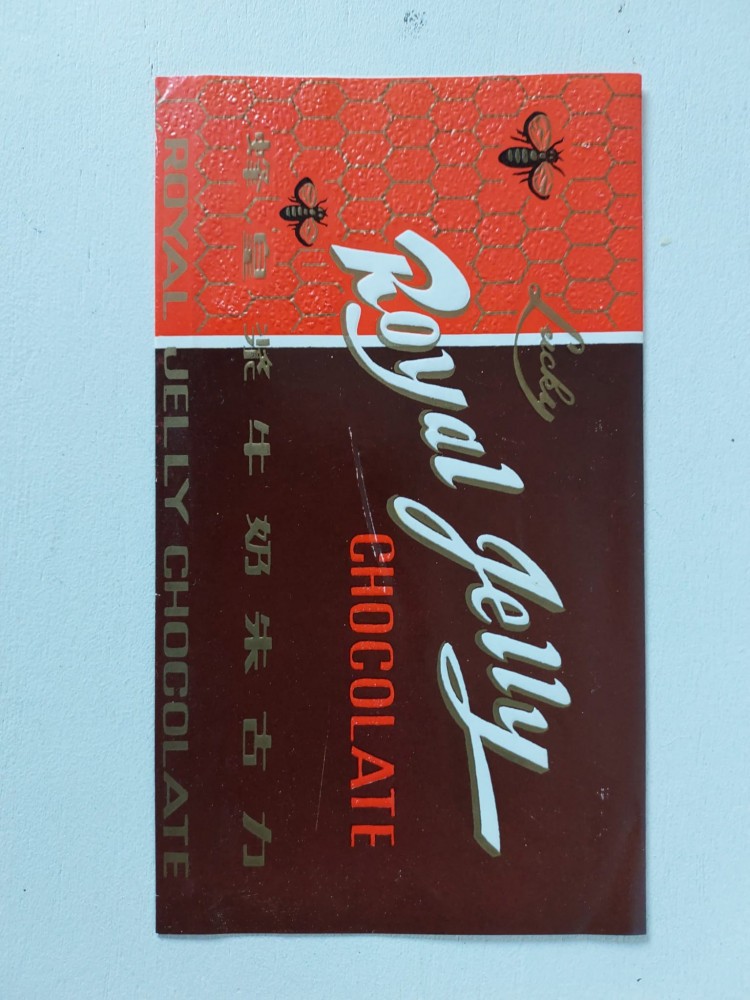 Lucky
Royal Jelly
CHOCOLATE
蜂皇浆牛奶朱古力
ROYAL JELLY CHOCOLATE